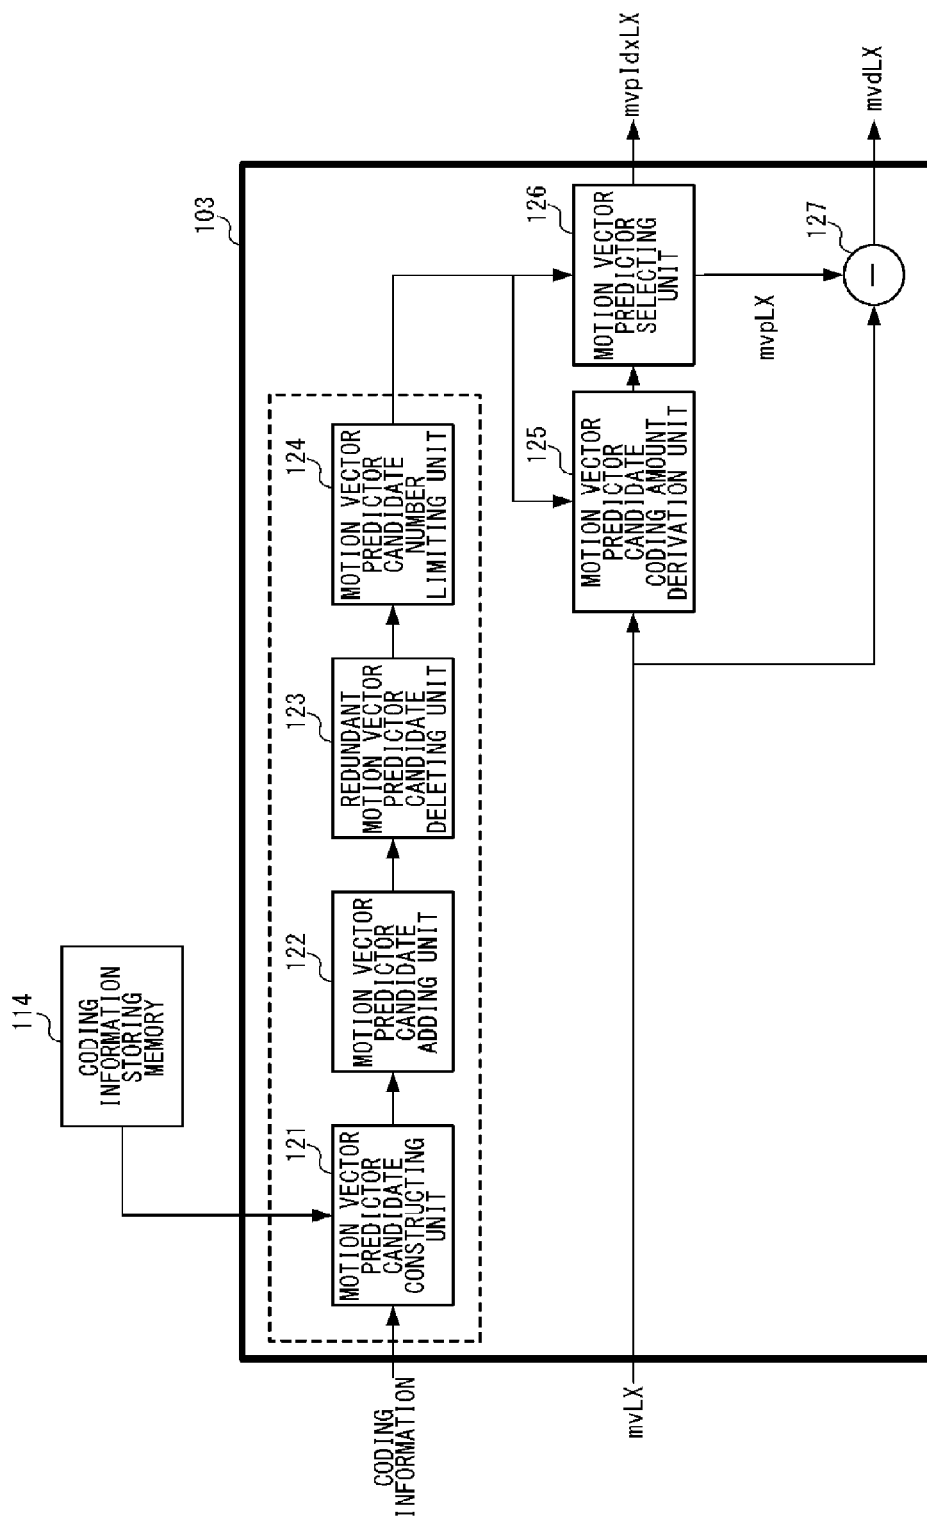 114
CODING
INFORMATION
STORING
MEMORY
103
121
MOTION VECTOR
PREDICTOR
CANDIDATE
CONSTRUCTING
UNIT
122
MOTION VECTOR
PREDICTOR
CANDIDATE
ADDING UNIT
123
REDUNDANT
MOTION VECTOR
PREDICTOR
CANDIDATE
DELETING UNIT
124
MOTION VECTOR
PREDICTOR
CANDIDATE
NUMBER
LIMITING UNIT
CODING
INFORMATION
125
MOTION VECTOR
PREDICTOR
CANDIDATE
CODING AMOUNT
DERIVATION UNIT
126
MOTION VECTOR
PREDICTOR
SELECTING
UNIT
mvpIdxLX
mvLX
mvpLX
127
−
mvdLX